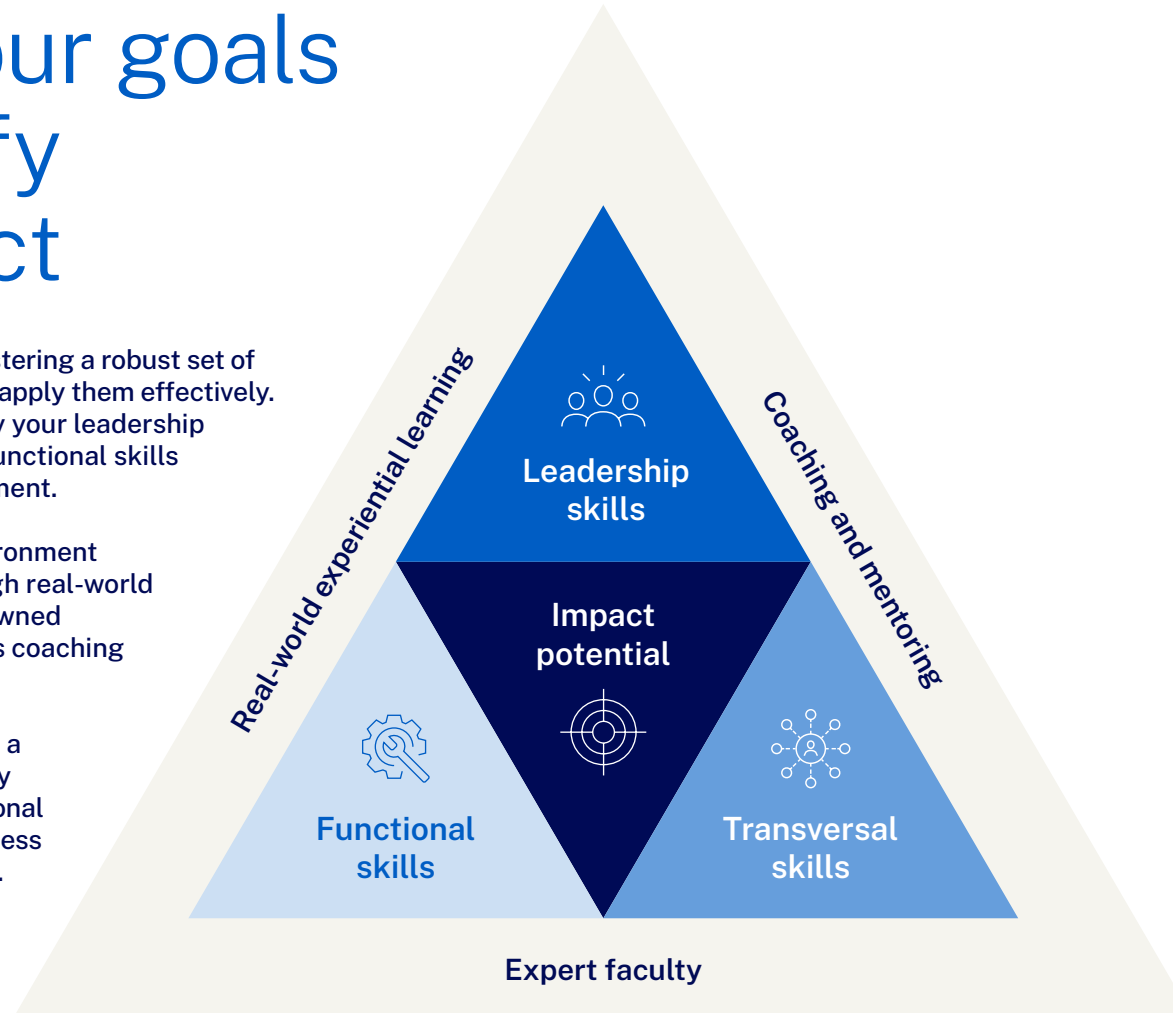 our goals
fy
ct
stering a robust set of
apply them effectively.
y your leadership
unctional skills
ment.
ronment
gh real-world
wned
s coaching
a
y
onal
ess
.
Real-world experiential learning
Coaching and mentoring
Leadership
skills
Impact
potential
Functional
skills
Transversal
skills
Expert faculty